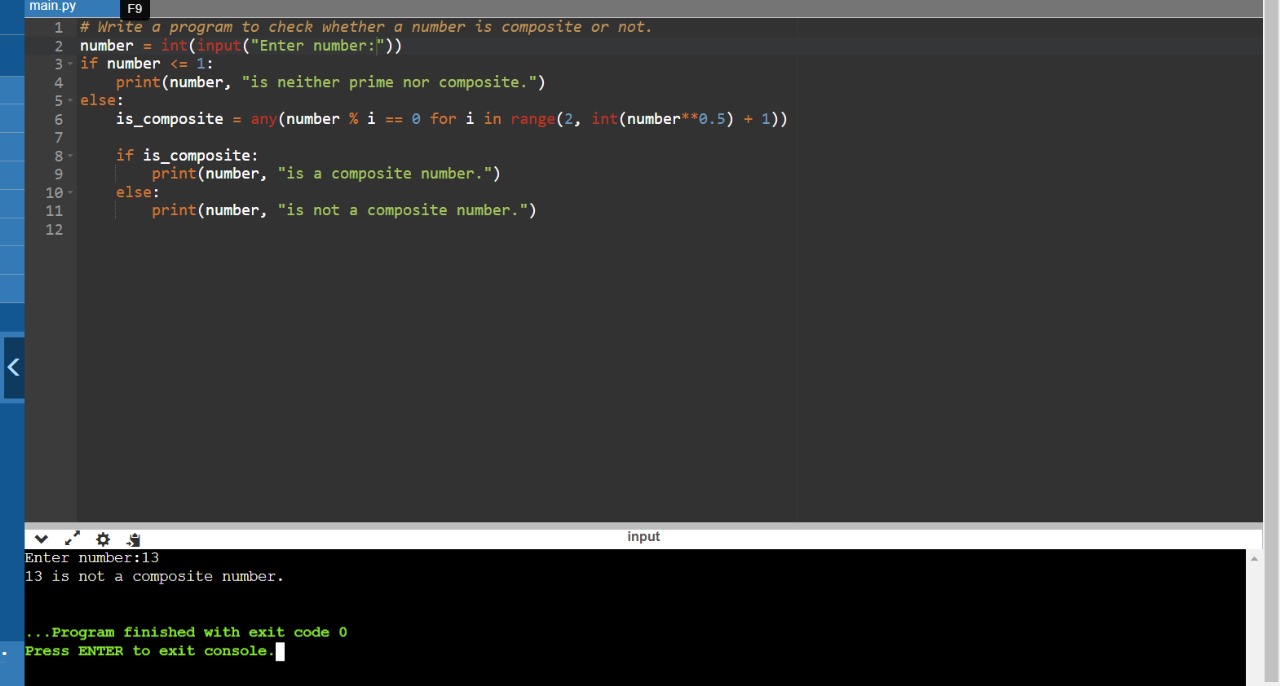 main.py
F9
1 # Write a program to check whether a number is composite or not.
2 number = int(input("Enter number:"))
3 if number <= 1:
4     print(number, "is neither prime nor composite.")
5 else:
6     is_composite = any(number % i == 0 for i in range(2, int(number**0.5) + 1))
7
8     if is_composite:
9         print(number, "is a composite number.")
10     else:
11         print(number, "is not a composite number.")
12
input
Enter number:13
13 is not a composite number.
...Program finished with exit code 0
Press ENTER to exit console.